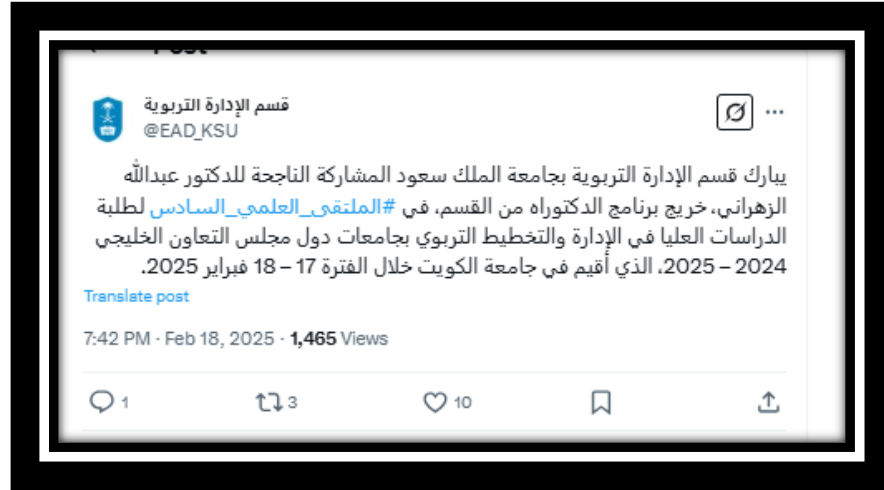 Post
قسم الإدارة التربوية
@EAD_KSU
يبارك قسم الإدارة التربوية بجامعة الملك سعود المشاركة الناجحة للدكتور عبدالله
الزهراني، خريج برنامج الدكتوراه من القسم، في #الملتقى_العلمي_السادس لطلبة
الدراسات العليا في الإدارة والتخطيط التربوي بجامعات دول مجلس التعاون الخليجي
2024 – 2025، الذي أقيم في جامعة الكويت خلال الفترة 17 – 18 فبراير 2025.
Translate post
7:42 PM · Feb 18, 2025 · 1,465 Views
1 3 10